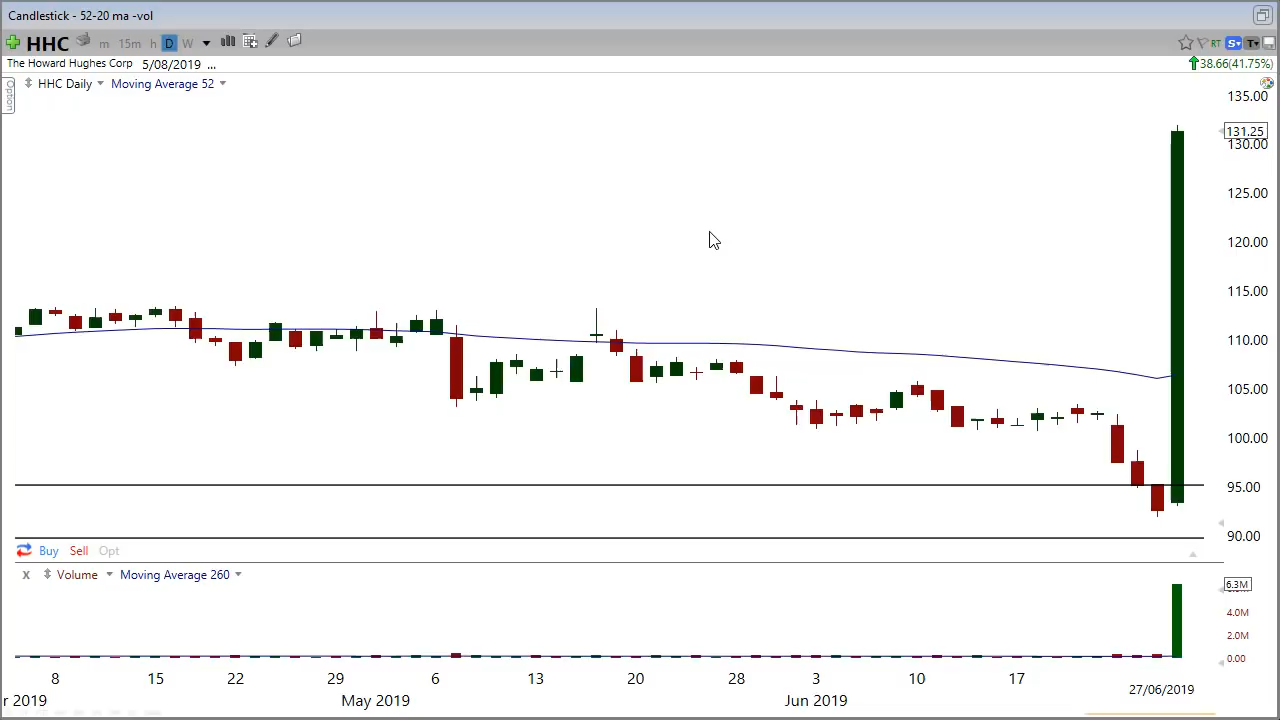 Candlestick - 52-20 ma -vol
HHC m 15m h D W RT S T
The Howard Hughes Corp 5/08/2019 ... 38.66(41.75%)
Option
HHC Daily Moving Average 52
135.00
131.25
130.00
125.00
120.00
115.00
110.00
105.00
100.00
95.00
90.00
Buy Sell Opt
x Volume Moving Average 260
6.3M
4.0M
2.0M
0.00
8 15 22 29 6 13 20 28 3 10 17 27/06/2019
r 2019 May 2019 Jun 2019